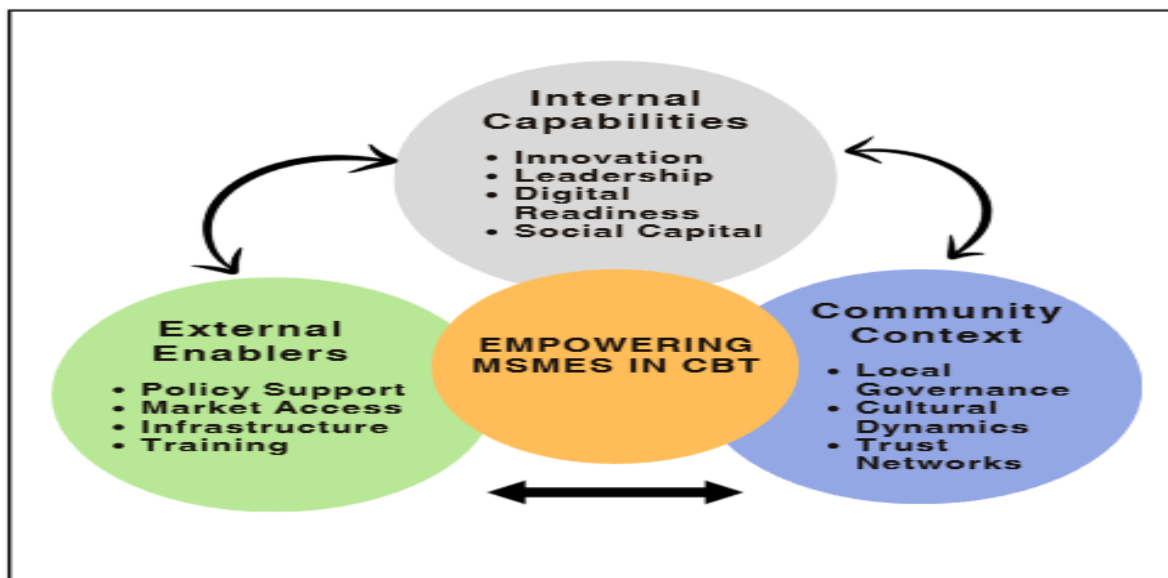 Internal
Capabilities
• Innovation
• Leadership
• Digital
Readiness
• Social Capital
External
Enablers
• Policy Support
• Market Access
• Infrastructure
• Training
EMPOWERING
MSMES IN CBT
Community
Context
• Local
Governance
• Cultural
Dynamics
• Trust
Networks